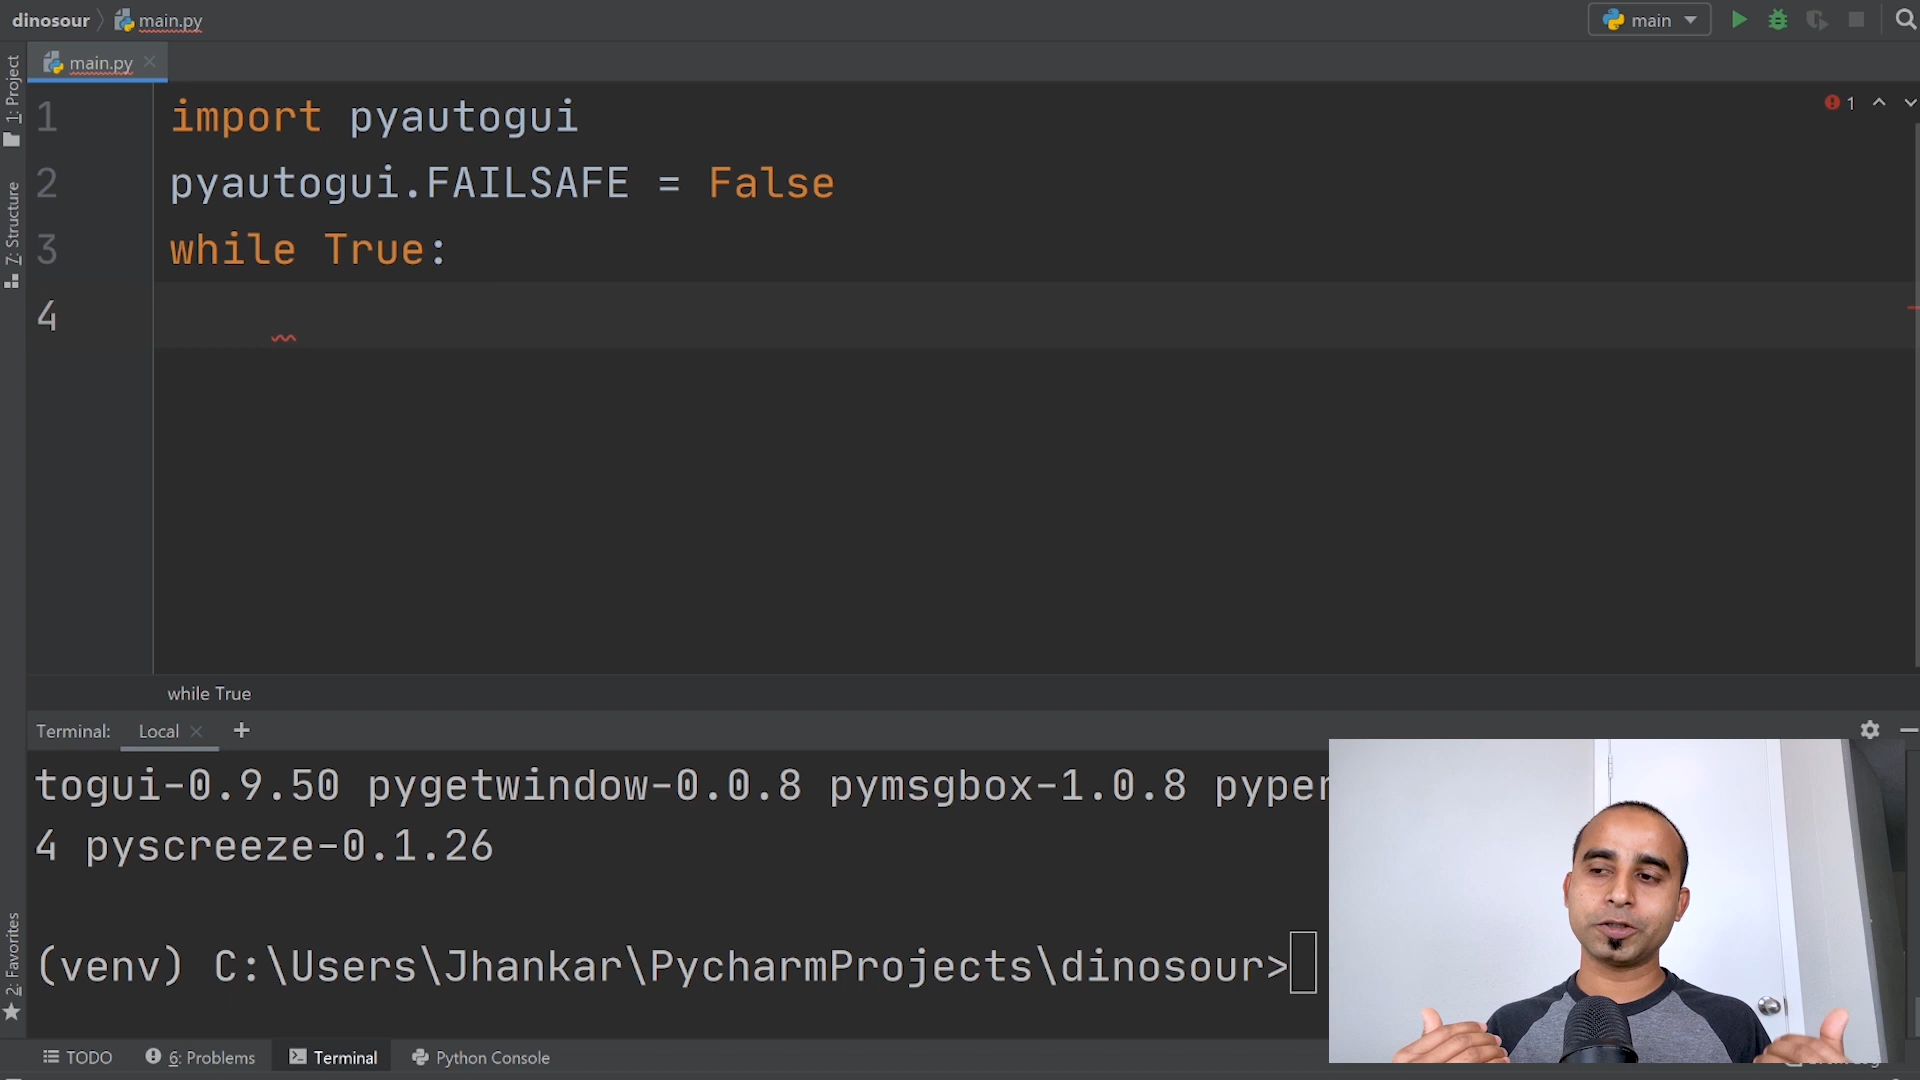 dinosour main.py
main
main.py
1: Project
7: Structure
2: Favorites
1 import pyautogui
2 pyautogui.FAILSAFE = False
3 while True:
4
1
while True
Terminal: Local +
togui-0.9.50 pygetwindow-0.0.8 pymsgbox-1.0.8 pyper
4 pyscreeze-0.1.26
(venv) C:\Users\Jhankar\PycharmProjects\dinosour>
TODO 6: Problems Terminal Python Console